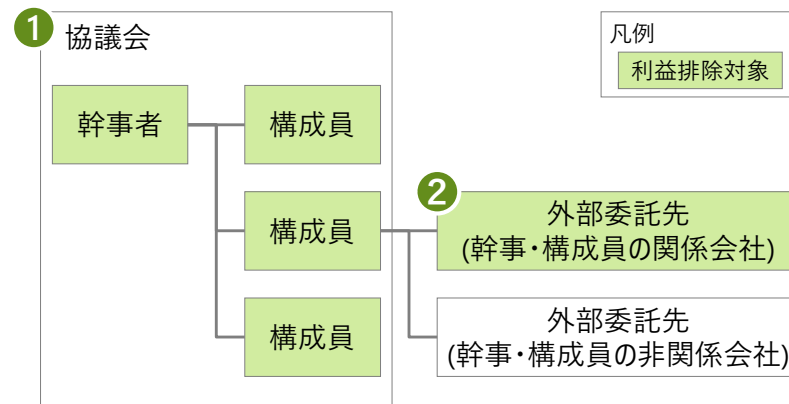 1
協議会
凡例
利益排除対象
幹事者
構成員
構成員
構成員
2
外部委託先
(幹事・構成員の関係会社)
外部委託先
(幹事・構成員の非関係会社)